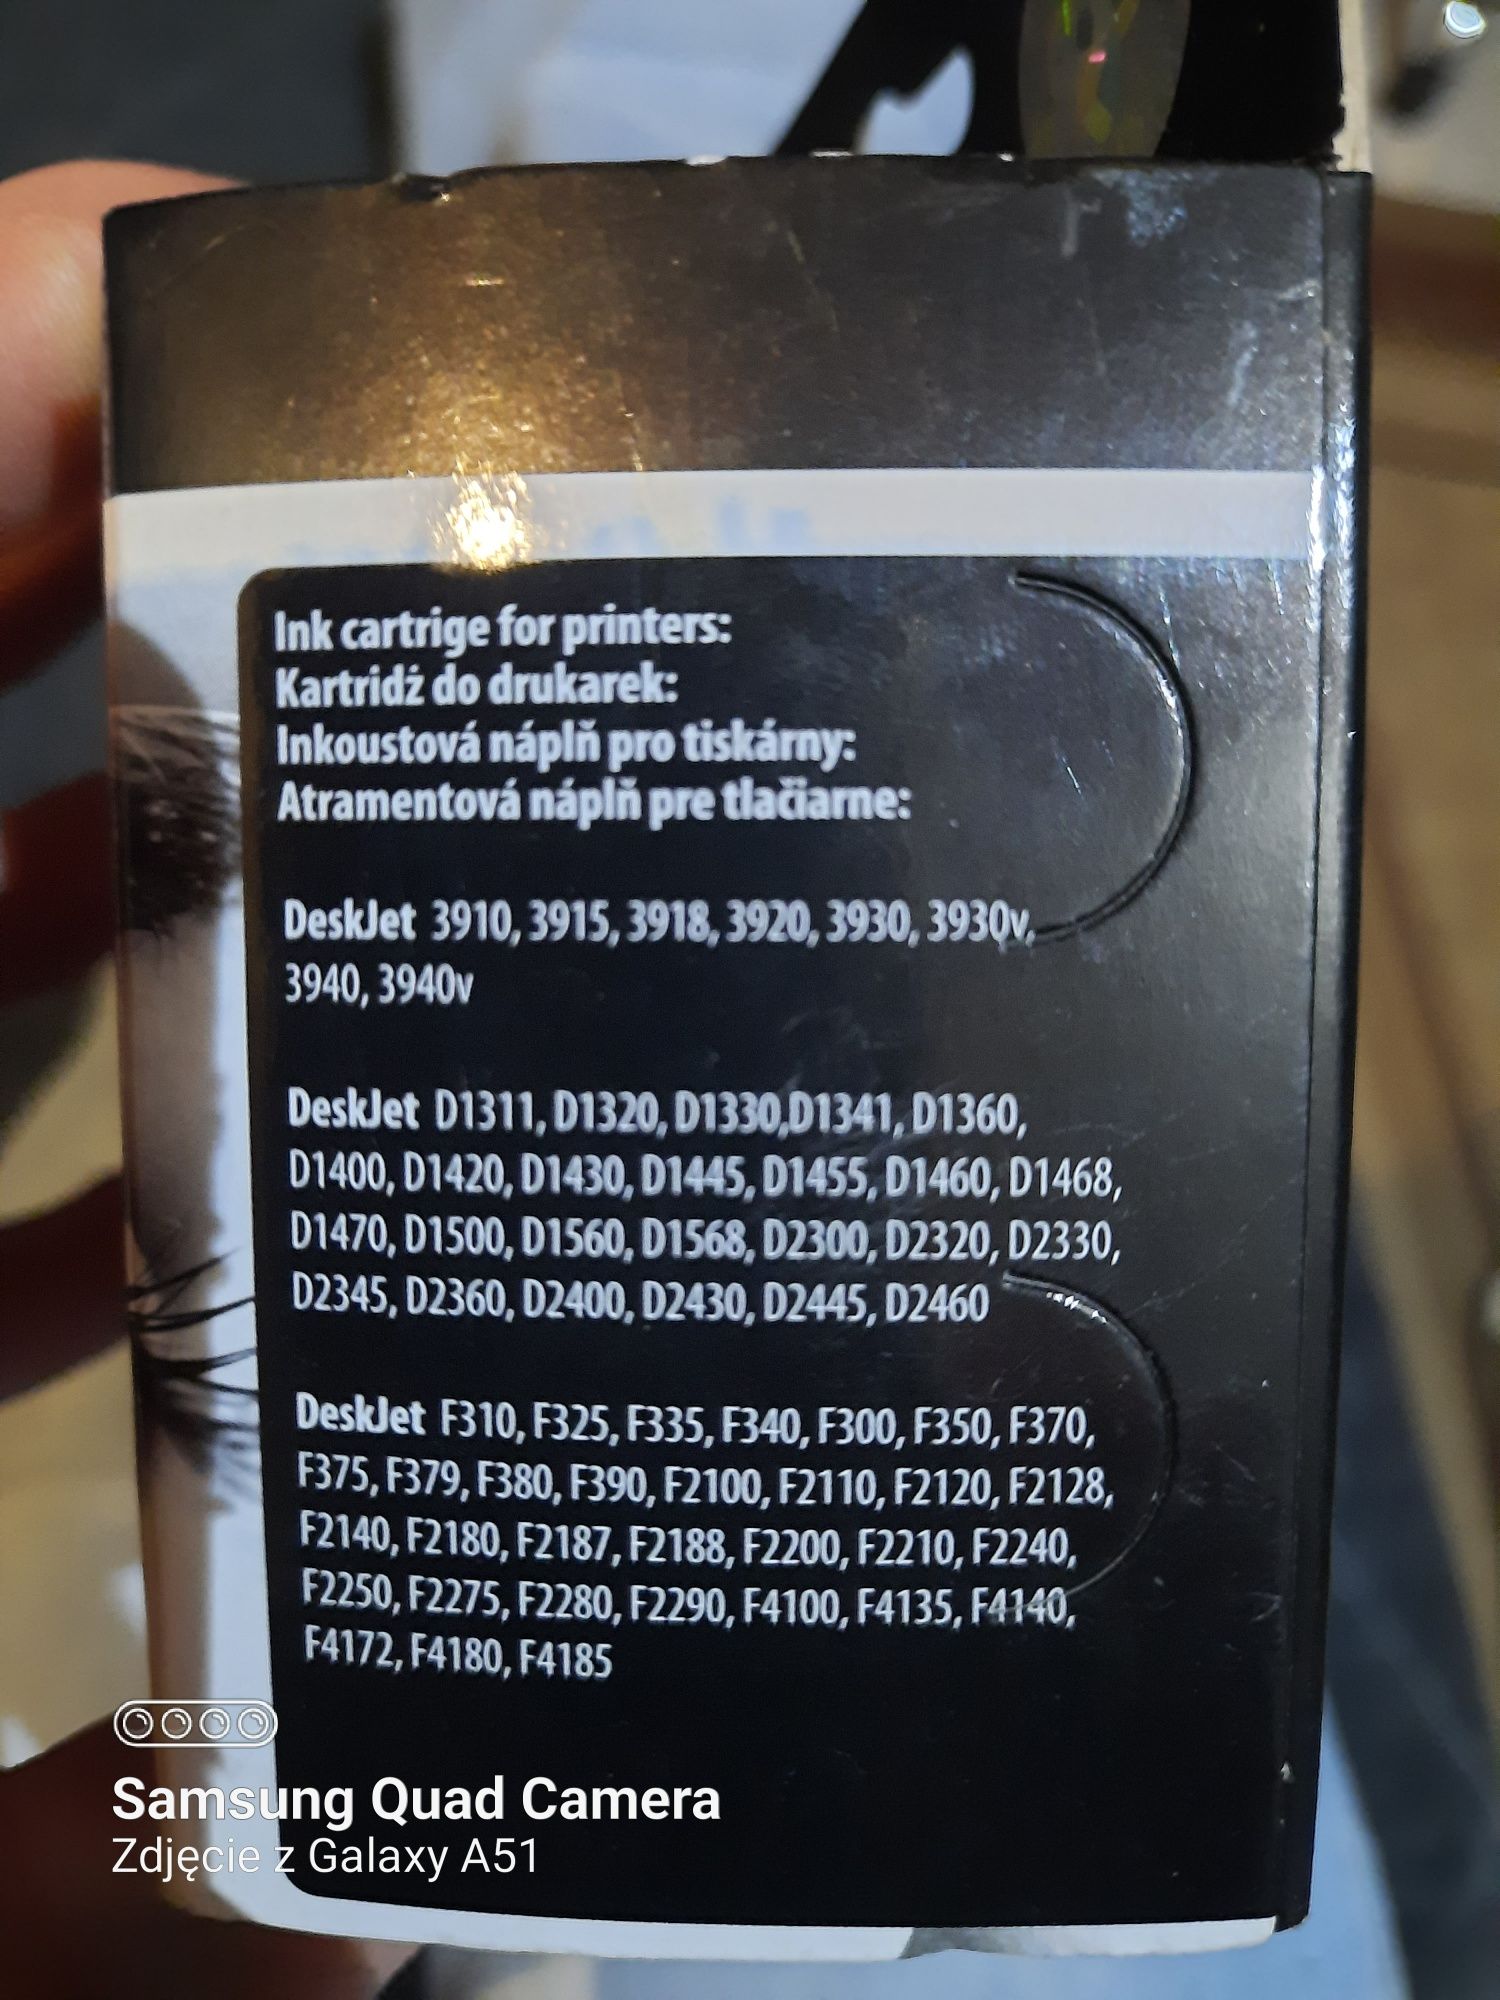 Ink cartrige for printers:
Kartridż do drukarek:
Inkoustová náplň pro tiskárny:
Atramentová náplň pre tlačiarne:
DeskJet 3910, 3915, 3918, 3920, 3930, 3930v,
3940, 3940v
DeskJet D1311, D1320, D1330,D1341, D1360,
D1400, D1420, D1430, D1445, D1455, D1460, D1468,
D1470, D1500, D1560, D1568, D2300, D2320, D2330,
D2345, D2360, D2400, D2430, D2445, D2460
DeskJet F310, F325, F335, F340, F300, F350, F370,
F375, F379, F380, F390, F2100, F2110, F2120, F2128,
F2140, F2180, F2187, F2188, F2200, F2210, F2240,
F2250, F2275, F2280, F2290, F4100, F4135, F4140,
F4172, F4180, F4185
Samsung Quad Camera
Zdjęcie z Galaxy A51